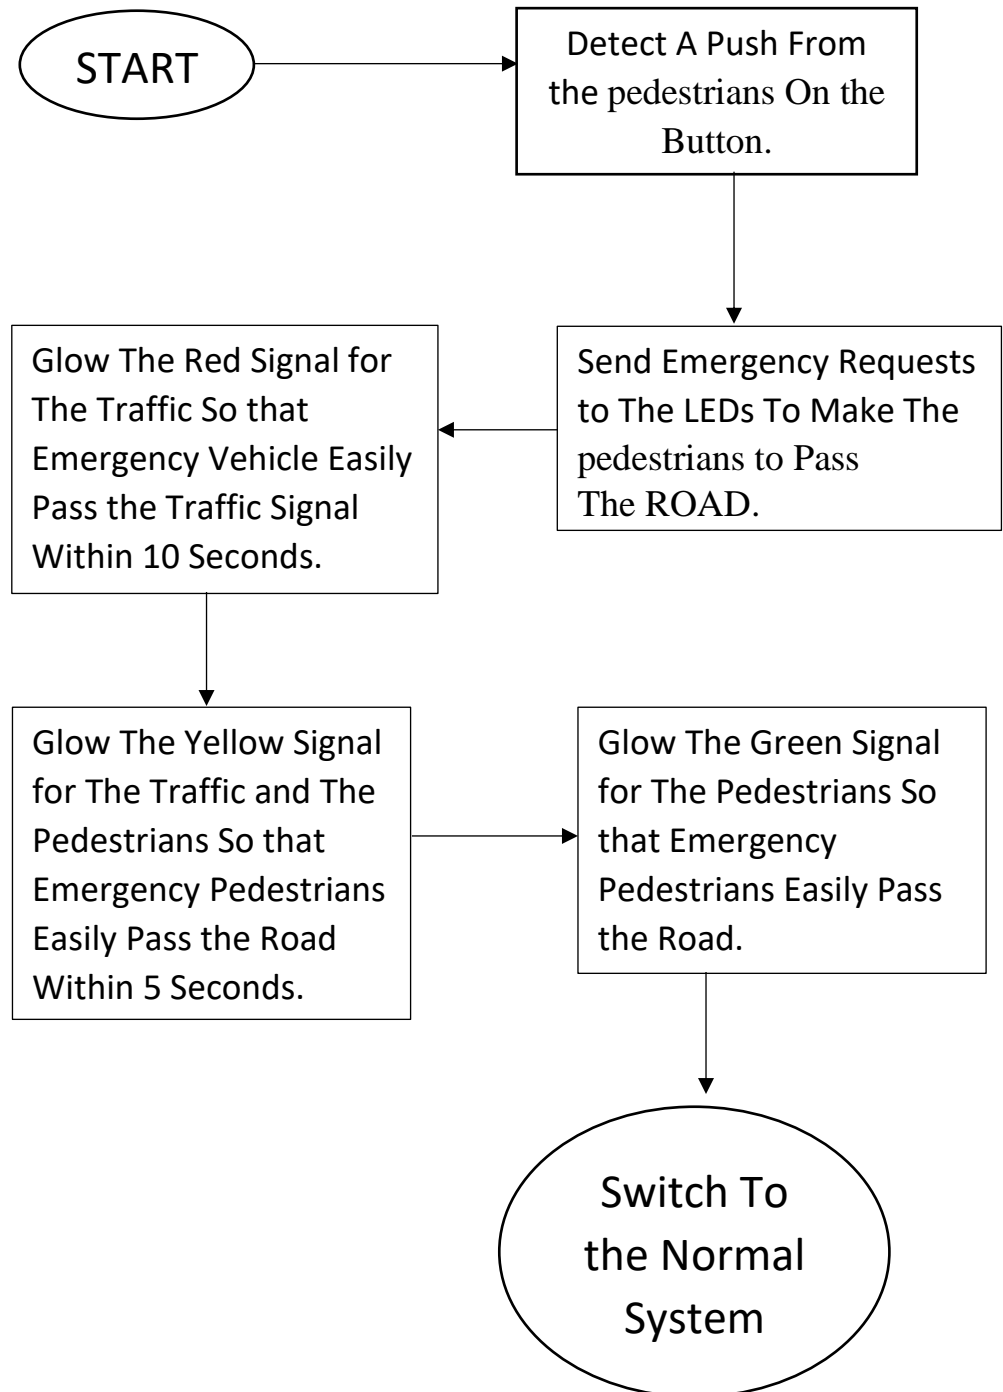 START
Detect A Push From
the pedestrians On the
Button.
Send Emergency Requests
to The LEDs To Make The
pedestrians to Pass
The ROAD.
Glow The Red Signal for
The Traffic So that
Emergency Vehicle Easily
Pass the Traffic Signal
Within 10 Seconds.
Glow The Yellow Signal
for The Traffic and The
Pedestrians So that
Emergency Pedestrians
Easily Pass the Road
Within 5 Seconds.
Glow The Green Signal
for The Pedestrians So
that Emergency
Pedestrians Easily Pass
the Road.
Switch To
the Normal
System